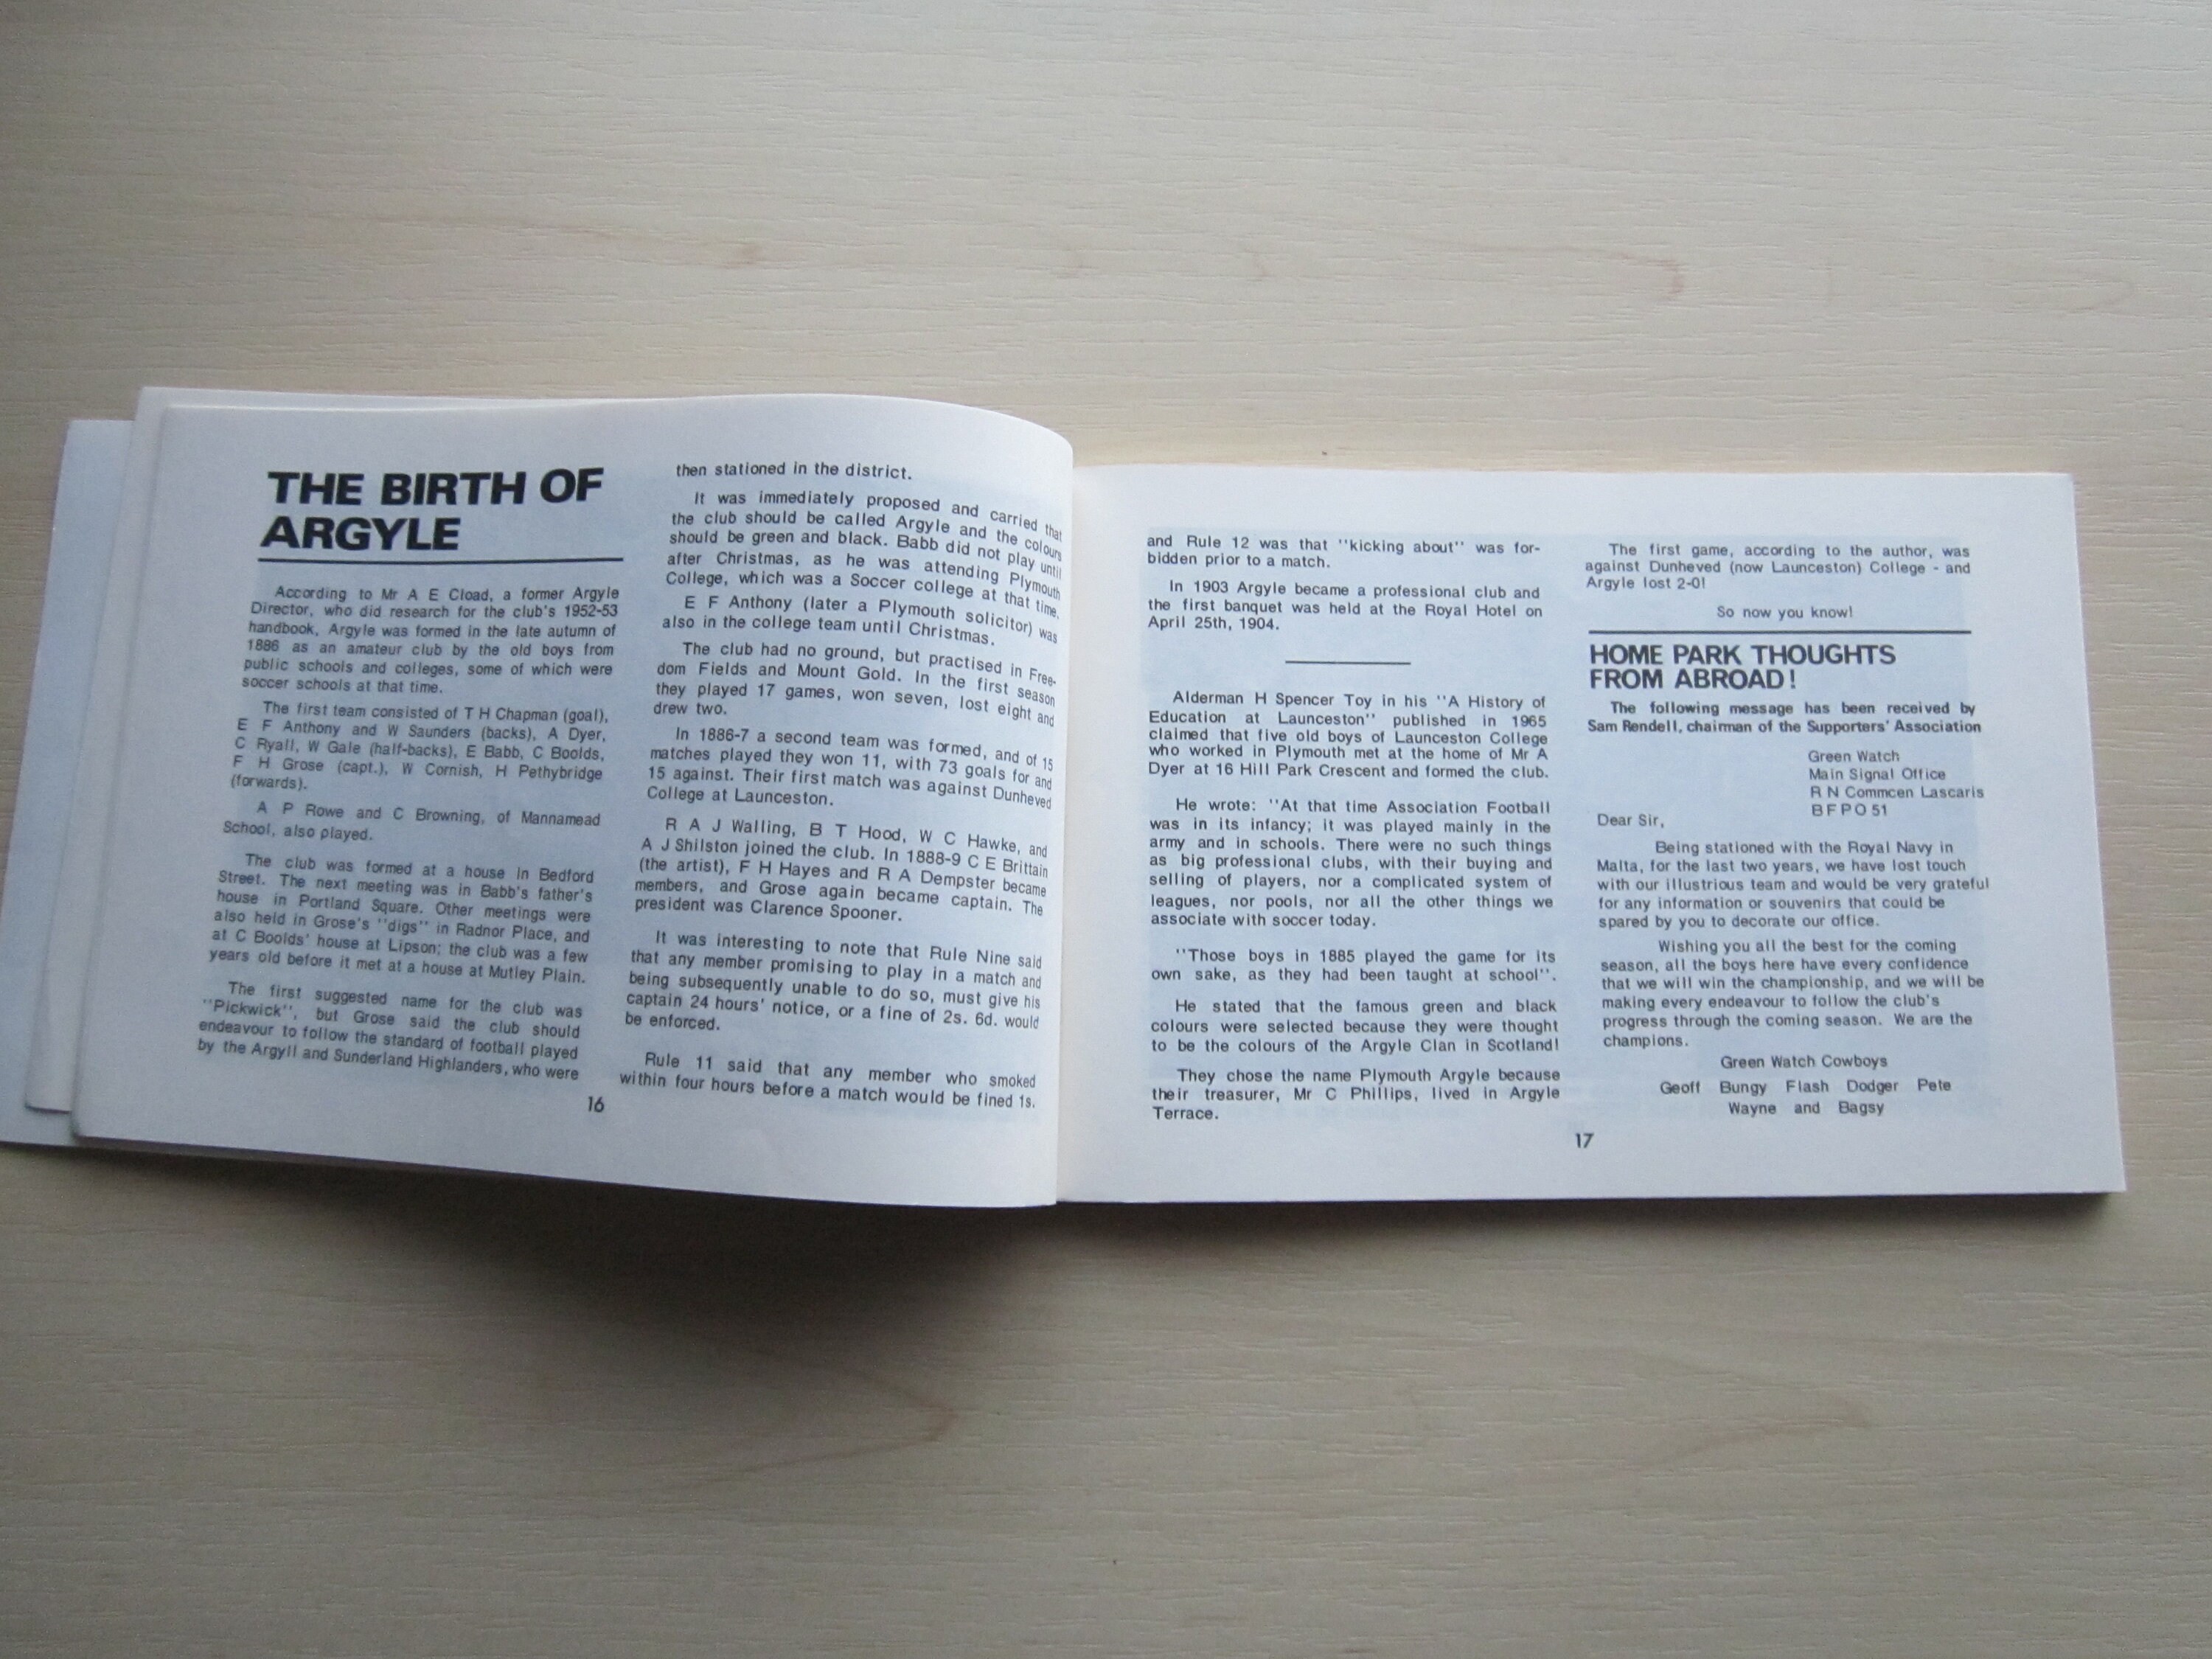 THE BIRTH OF
ARGYLE
According to Mr A E Cload, a former Argyle
Director, who did research for the club's 1952-53
handbook, Argyle was formed in the late autumn of
1886 as an amateur club by the old boys from
public schools and colleges, some of which were
soccer schools at that time.
The first team consisted of T H Chapman (goal),
E F Anthony and W Saunders (backs), A Dyer,
C Ryall, W Gale (half-backs), E Babb, C Boolds,
F H Grose (capt.), W Cornish, H Pethybridge
(forwards).
A P Rowe and C Browning, of Mannamead
School, also played.
The club was formed at a house in Bedford
Street. The next meeting was in Babb's father's
house in Portland Square. Other meetings were
also held in Grose's "digs" in Radnor Place, and
at C Boolds' house at Lipson; the club was a few
years old before it met at a house at Mutley Plain.
The first suggested name for the club was
"Pickwick", but Grose said the club should
endeavour to follow the standard of football played
by the Argyll and Sunderland Highlanders, who were
16
then stationed in the district.
It was immediately proposed and carried that
the club should be called Argyle and the colours
should be green and black. Babb did not play until
after Christmas, as he was attending Plymouth
College, which was a Soccer college at that time.
E F Anthony (later a Plymouth solicitor) was
also in the college team until Christmas.
The club had no ground, but practised in Free-
dom Fields and Mount Gold. In the first season
they played 17 games, won seven, lost eight and
drew two.
In 1886-7 a second team was formed, and of 15
matches played they won 11, with 73 goals for and
15 against. Their first match was against Dunheved
College at Launceston.
R A J Walling, B T Hood, W C Hawke, and
A J Shilston joined the club. In 1888-9 C E Brittain
(the artist), F H Hayes and R A Dempster became
members, and Grose again became captain. The
president was Clarence Spooner.
It was interesting to note that Rule Nine said
that any member promising to play in a match and
being subsequently unable to do so, must give his
captain 24 hours' notice, or a fine of 2s. 6d. would
be enforced.
Rule 11 said that any member who smoked
within four hours before a match would be fined 1s.
and Rule 12 was that "kicking about" was for-
bidden prior to a match.
In 1903 Argyle became a professional club and
the first banquet was held at the Royal Hotel on
April 25th, 1904.
Alderman H Spencer Toy in his "A History of
Education at Launceston" published in 1965
claimed that five old boys of Launceston College
who worked in Plymouth met at the home of Mr A
Dyer at 16 Hill Park Crescent and formed the club.
He wrote: "At that time Association Football
was in its infancy; it was played mainly in the
army and in schools. There were no such things
as big professional clubs, with their buying and
selling of players, nor a complicated system of
leagues, nor pools, nor all the other things we
associate with soccer today.
"Those boys in 1885 played the game for its
own sake, as they had been taught at school".
He stated that the famous green and black
colours were selected because they were thought
to be the colours of the Argyle Clan in Scotland!
They chose the name Plymouth Argyle because
their treasurer, Mr C Phillips, lived in Argyle
Terrace.
The first game, according to the author, was
against Dunheved (now Launceston) College - and
Argyle lost 2-0!
So now you know!
HOME PARK THOUGHTS
FROM ABROAD!
The following message has been received by
Sam Rendell, chairman of the Supporters' Association
Green Watch
Main Signal Office
R N Commcen Lascaris
B F P O 51
Dear Sir,
Being stationed with the Royal Navy in
Malta, for the last two years, we have lost touch
with our illustrious team and would be very grateful
for any information or souvenirs that could be
spared by you to decorate our office.
Wishing you all the best for the coming
season, all the boys here have every confidence
that we will win the championship, and we will be
making every endeavour to follow the club's
progress through the coming season. We are the
champions.
Green Watch Cowboys
Geoff Bungy Flash Dodger Pete
Wayne and Bagsy
17